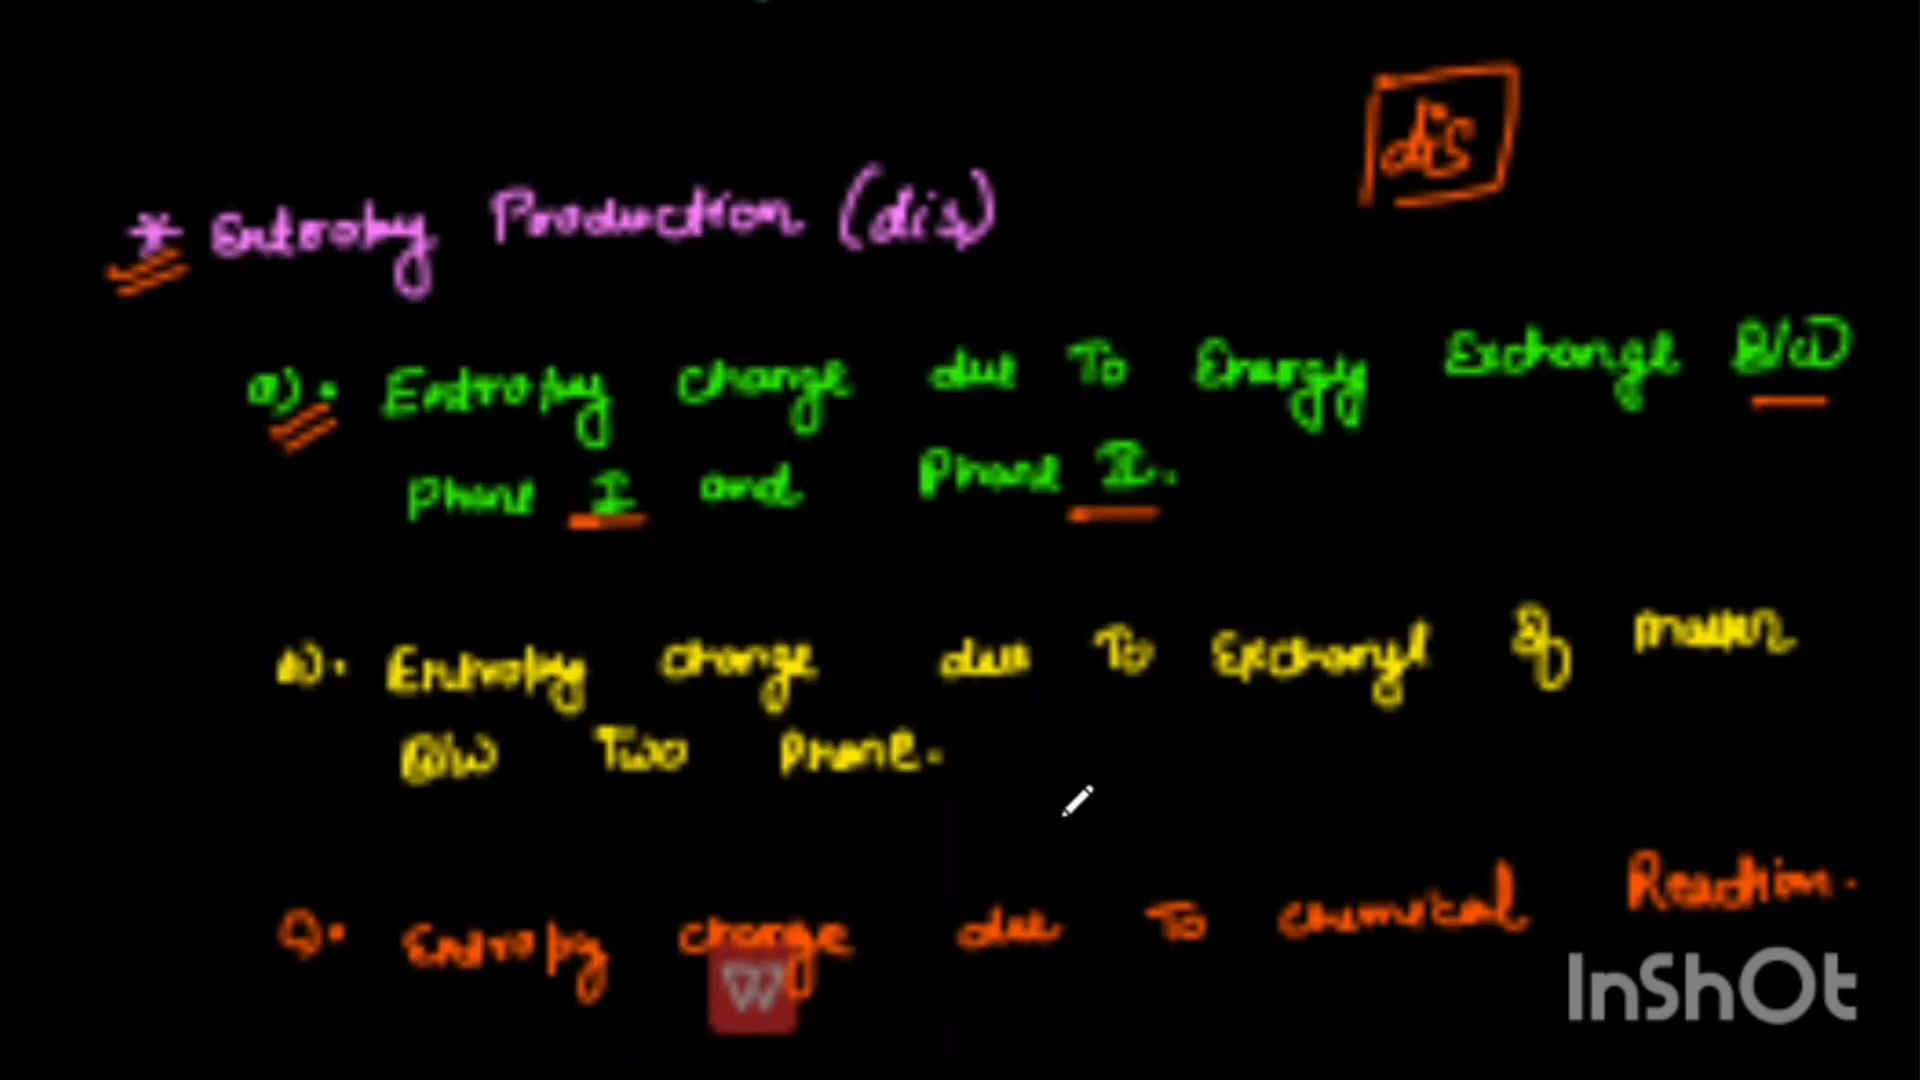 diS
* Entropy Production (dis)
a). Entropy change due To Energy Exchange B/W
Phase I and Phase II.
b). Entropy change due To Exchange of matter
B/W Two Phase.
c). Entropy change due To chemical Reaction.
W
InShOt